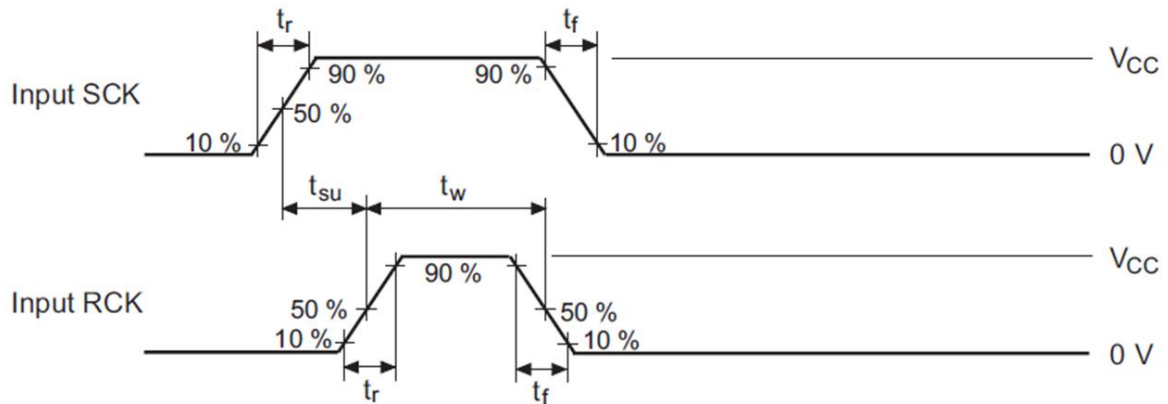 tr tf
VCC
90 % 90 %
Input SCK
50 %
10 % 10 %
0 V
tsu tw
VCC
90 %
Input RCK
50 % 50 %
10 % 10 %
0 V
tr tf